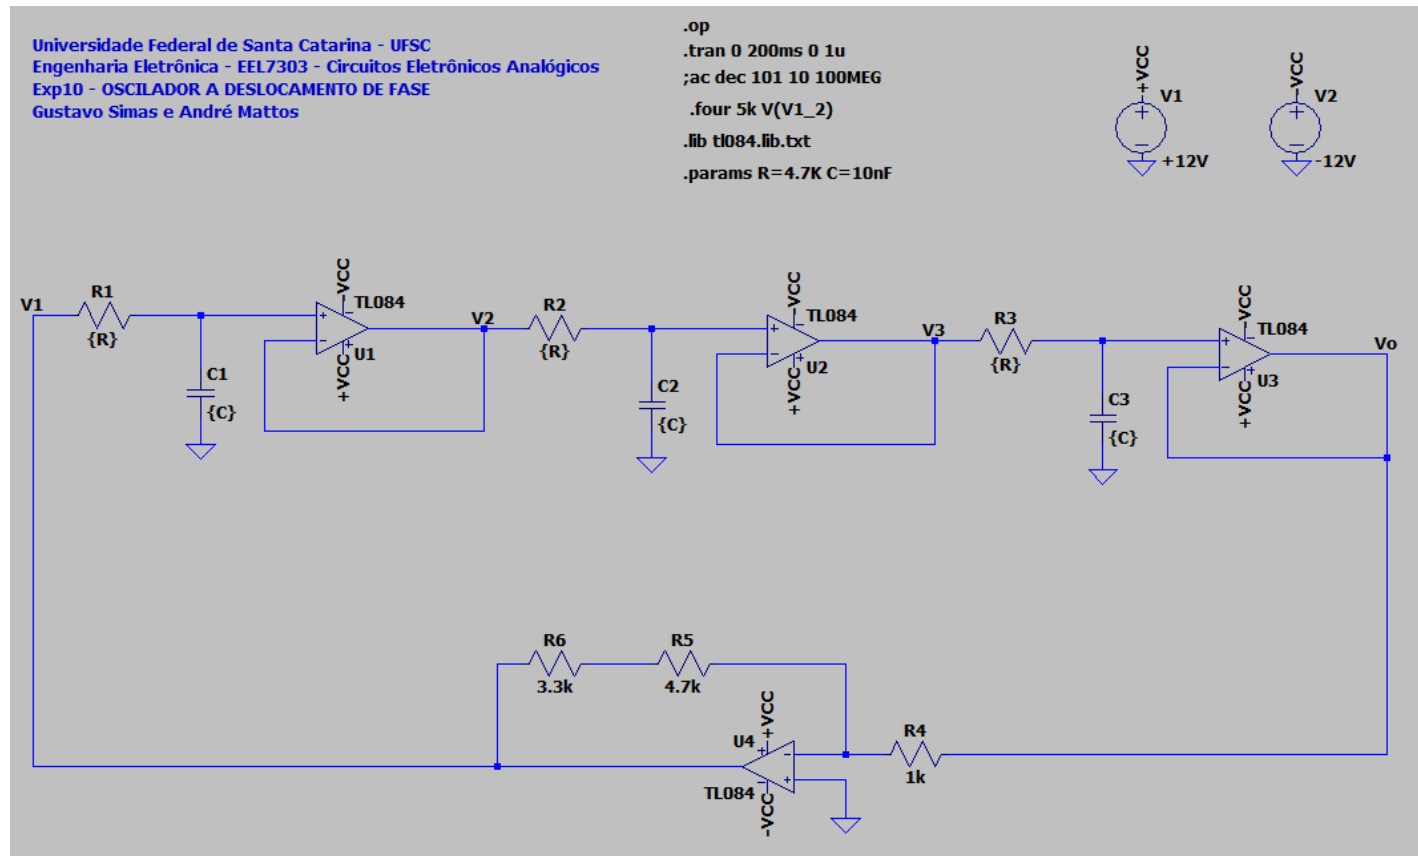 Universidade Federal de Santa Catarina - UFSC
Engenharia Eletrônica - EEL7303 - Circuitos Eletrônicos Analógicos
Exp10 - OSCILADOR A DESLOCAMENTO DE FASE
Gustavo Simas e André Mattos
.op
.tran 0 200ms 0 1u
;ac dec 101 10 100MEG
.four 5k V(V1_2)
.lib tl084.lib.txt
.params R=4.7K C=10nF
+VCC
V1
+12V
-VCC
V2
-12V
V1
R1
{R}
C1
{C}
-VCC
TL084
U1
+VCC
V2
R2
{R}
C2
{C}
-VCC
TL084
U2
+VCC
V3
R3
{R}
C3
{C}
-VCC
TL084
U3
+VCC
Vo
R6
3.3k
R5
4.7k
+VCC
U4
TL084
-VCC
R4
1k